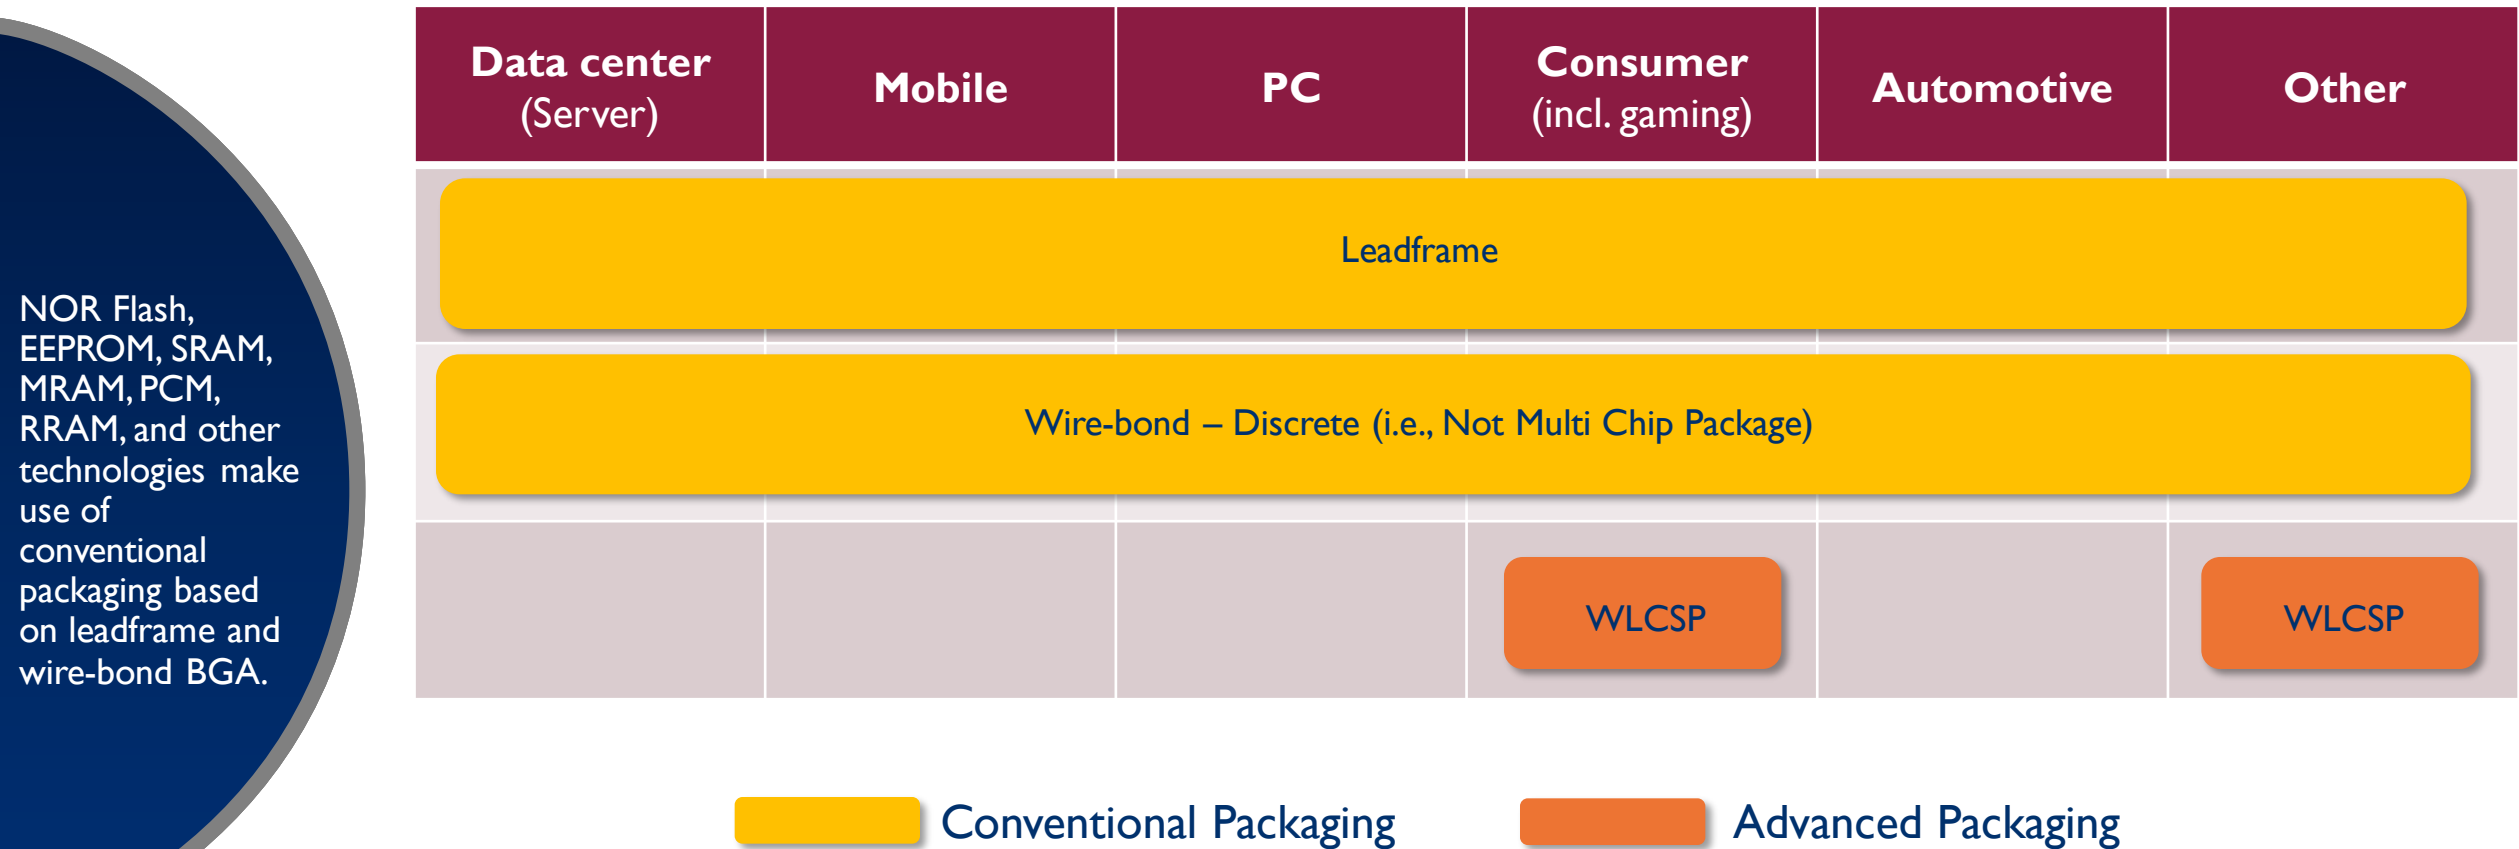 Data center
(Server)
Mobile
PC
Consumer
(incl. gaming)
Automotive
Other
NOR Flash,
EEPROM, SRAM,
MRAM, PCM,
RRAM, and other
technologies make
use of
conventional
packaging based
on leadframe and
wire-bond BGA.
Leadframe
Wire-bond – Discrete (i.e., Not Multi Chip Package)
WLCSP
WLCSP
Conventional Packaging
Advanced Packaging